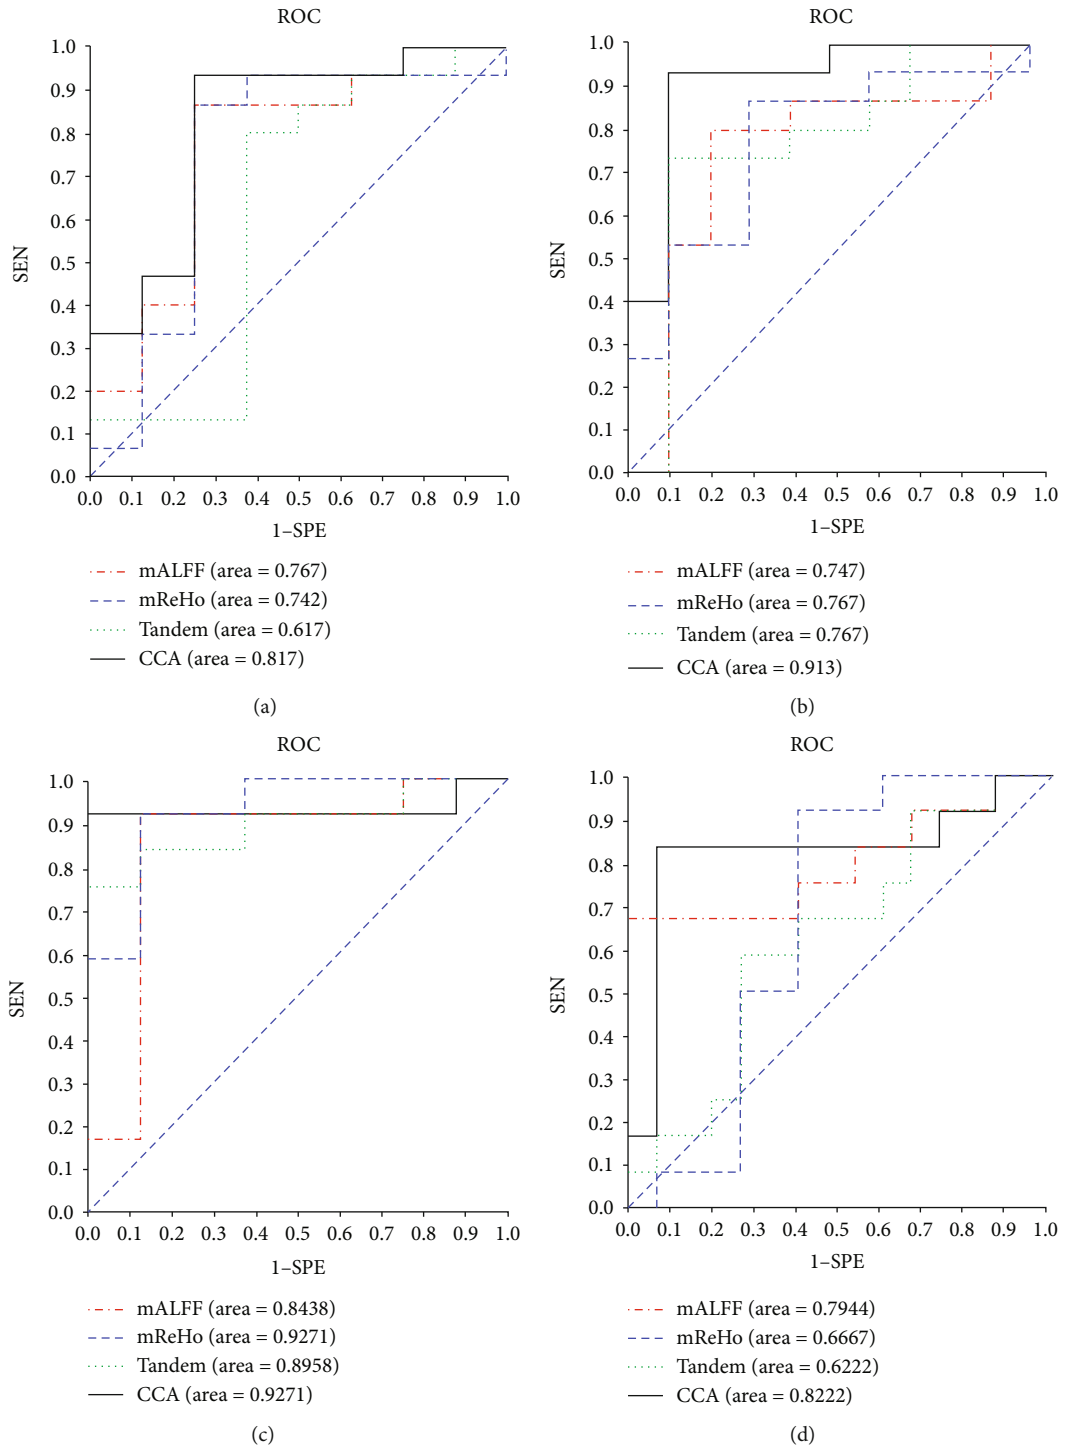 ROC
SEN
1.0
0.9
0.8
0.7
0.6
0.5
0.4
0.3
0.2
0.1
0.0
0.0 0.1 0.2 0.3 0.4 0.5 0.6 0.7 0.8 0.9 1.0
1–SPE
mALFF (area = 0.767)
mReHo (area = 0.742)
Tandem (area = 0.617)
CCA (area = 0.817)
(a)
ROC
SEN
1.0
0.9
0.8
0.7
0.6
0.5
0.4
0.3
0.2
0.1
0.0
0.0 0.1 0.2 0.3 0.4 0.5 0.6 0.7 0.8 0.9 1.0
1–SPE
mALFF (area = 0.747)
mReHo (area = 0.767)
Tandem (area = 0.767)
CCA (area = 0.913)
(b)
ROC
SEN
1.0
0.9
0.8
0.7
0.6
0.5
0.4
0.3
0.2
0.1
0.0
0.0 0.1 0.2 0.3 0.4 0.5 0.6 0.7 0.8 0.9 1.0
1–SPE
mALFF (area = 0.8438)
mReHo (area = 0.9271)
Tandem (area = 0.8958)
CCA (area = 0.9271)
(c)
ROC
SEN
1.0
0.9
0.8
0.7
0.6
0.5
0.4
0.3
0.2
0.1
0.0
0.0 0.1 0.2 0.3 0.4 0.5 0.6 0.7 0.8 0.9 1.0
1–SPE
mALFF (area = 0.7944)
mReHo (area = 0.6667)
Tandem (area = 0.6222)
CCA (area = 0.8222)
(d)